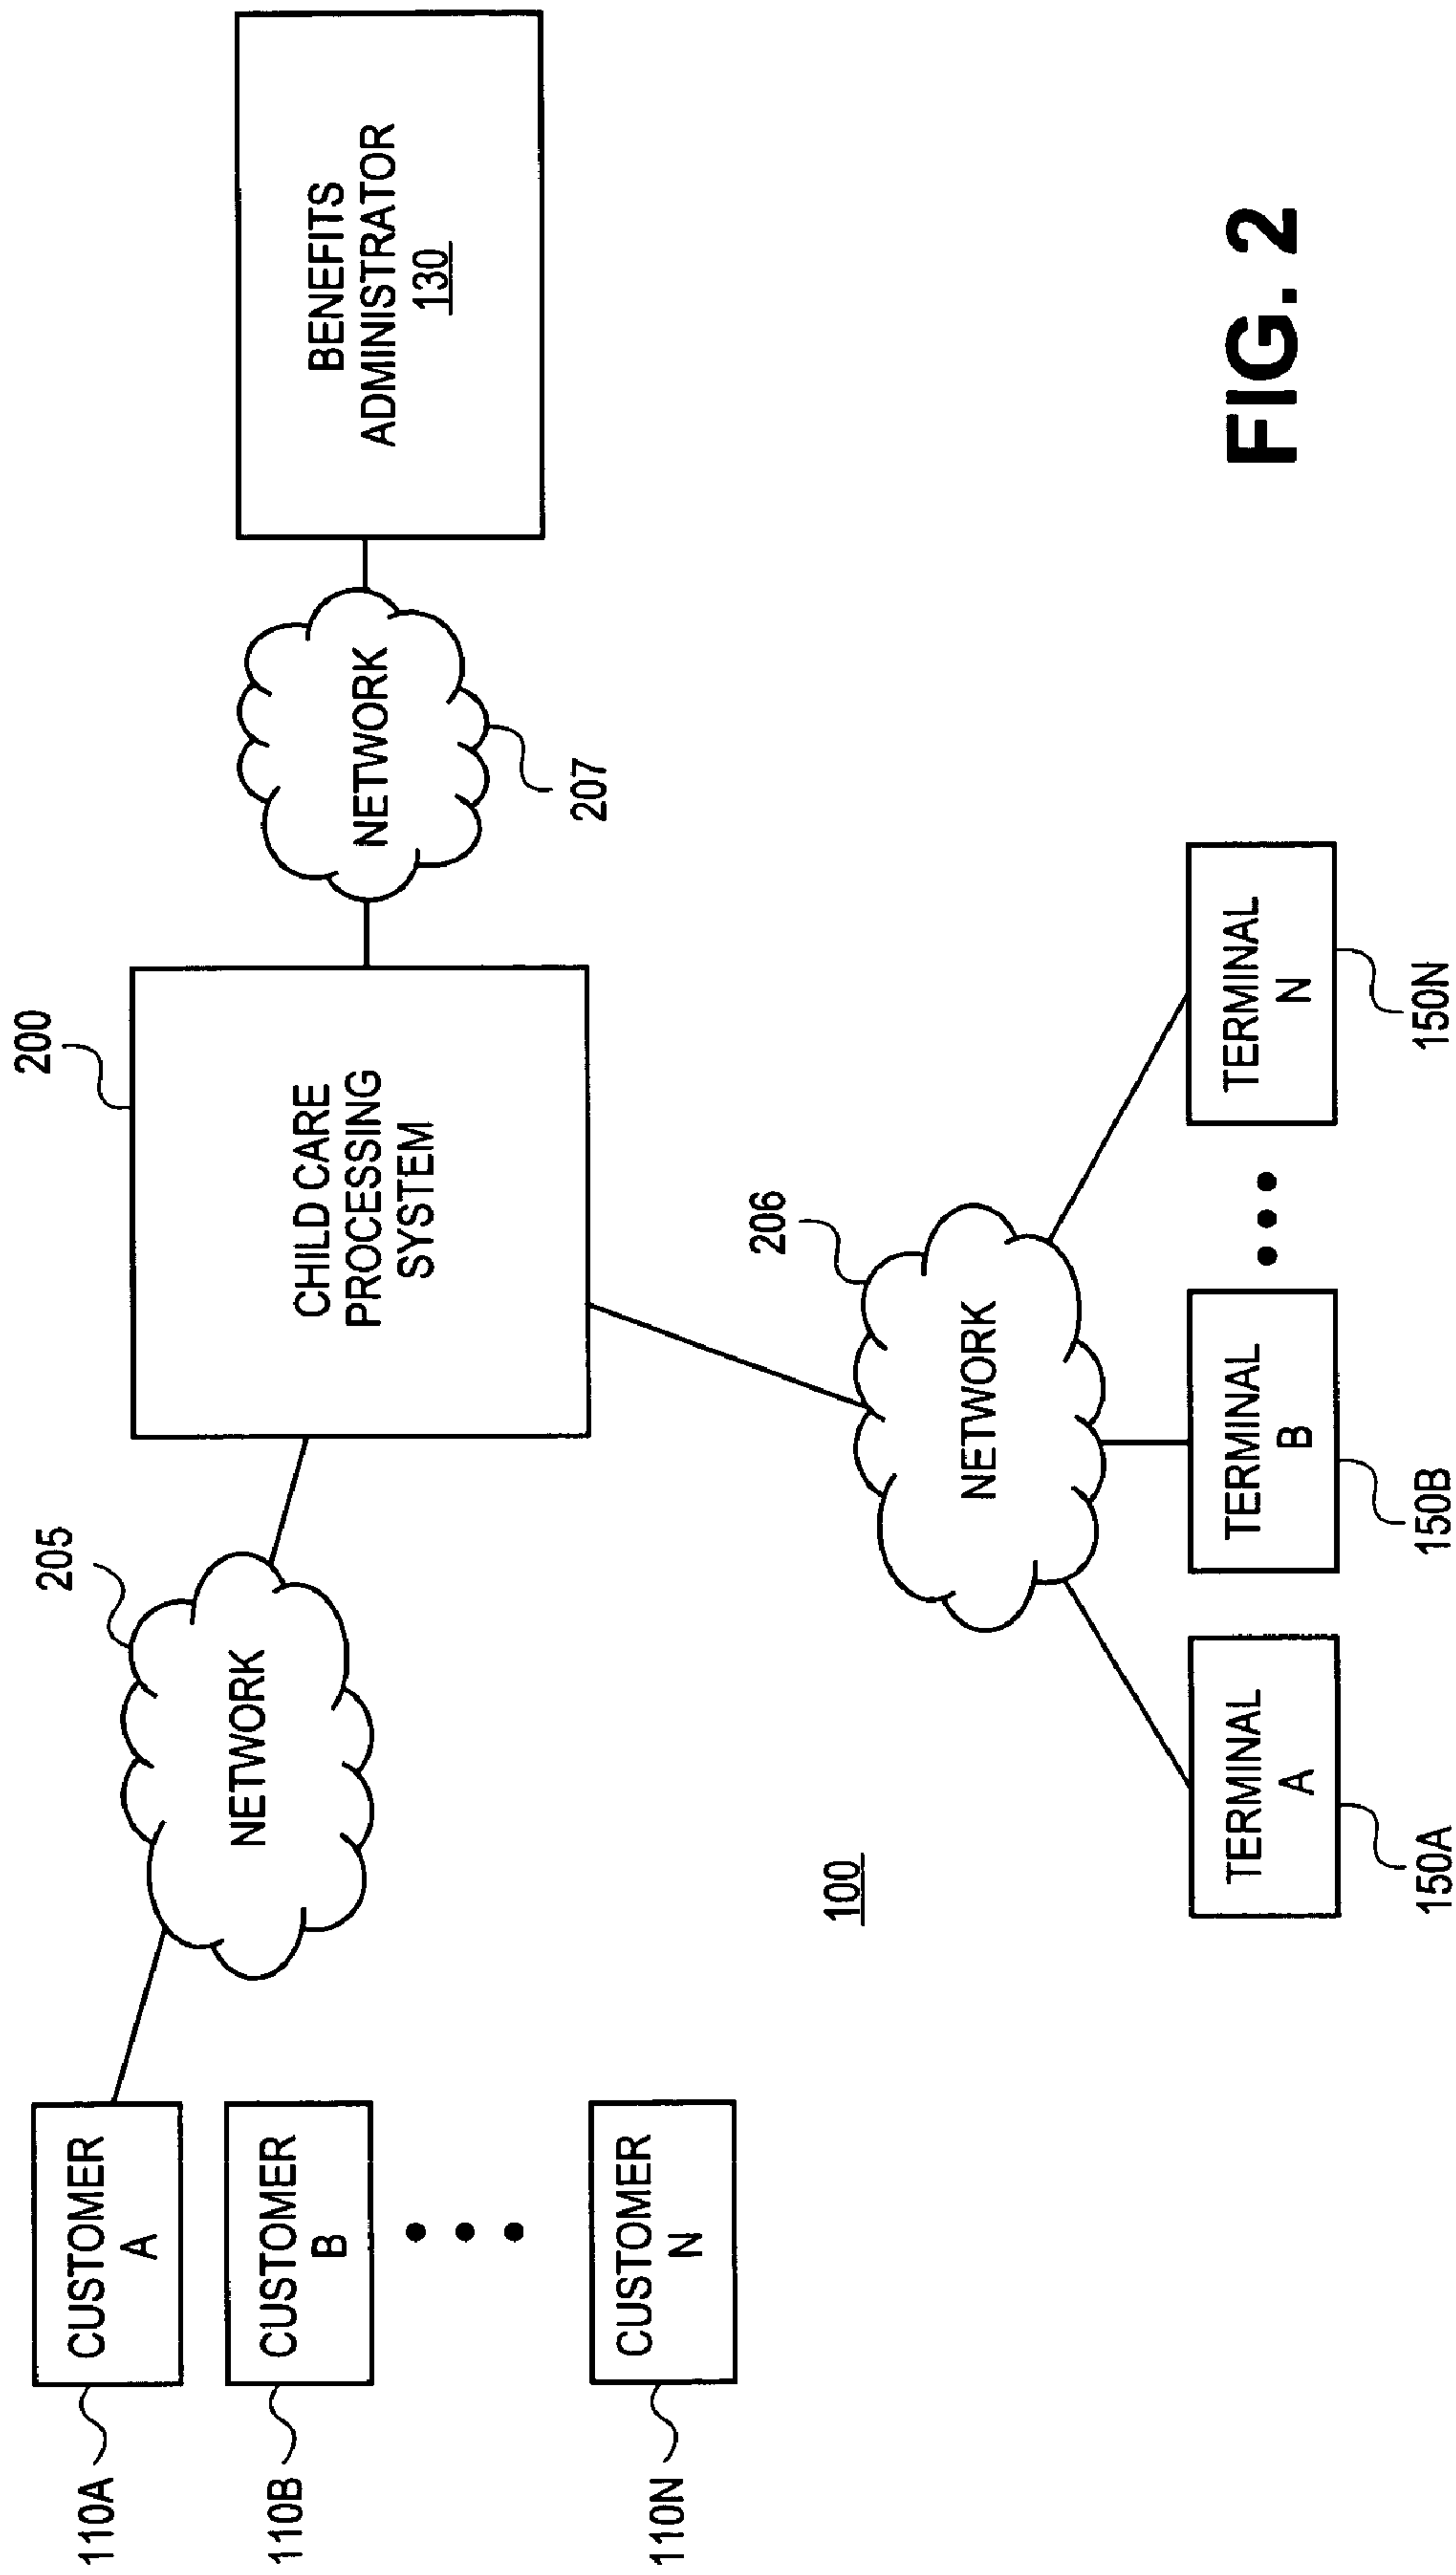 110A
CUSTOMER
A
110B
CUSTOMER
B
110N
CUSTOMER
N
205
NETWORK
200
CHILD CARE
PROCESSING
SYSTEM
NETWORK
207
BENEFITS
ADMINISTRATOR
130
100
206
NETWORK
TERMINAL
A
150A
TERMINAL
B
150B
TERMINAL
N
150N
FIG. 2